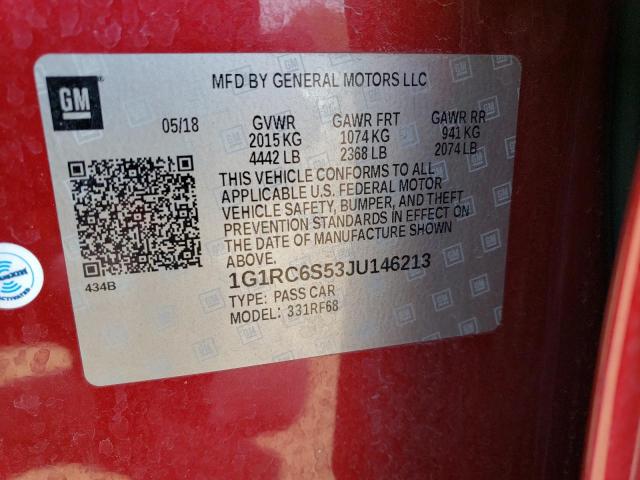 GM
MFD BY GENERAL MOTORS LLC
05/18 GVWR GAWR FRT GAWR RR
2015 KG 1074 KG 941 KG
4442 LB 2368 LB 2074 LB
THIS VEHICLE CONFORMS TO ALL
APPLICABLE U.S. FEDERAL MOTOR
VEHICLE SAFETY, BUMPER, AND THEFT
PREVENTION STANDARDS IN EFFECT ON
THE DATE OF MANUFACTURE SHOWN
ABOVE.
434B
1G1RC6S53JU146213
TYPE: PASS CAR
MODEL: 331RF68